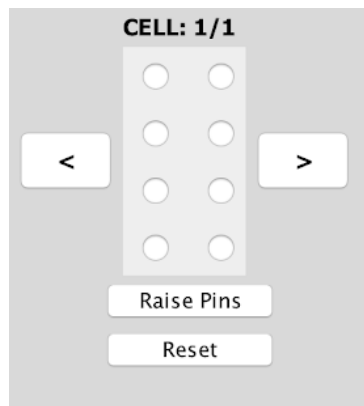 CELL: 1/1
<
>
Raise Pins
Reset